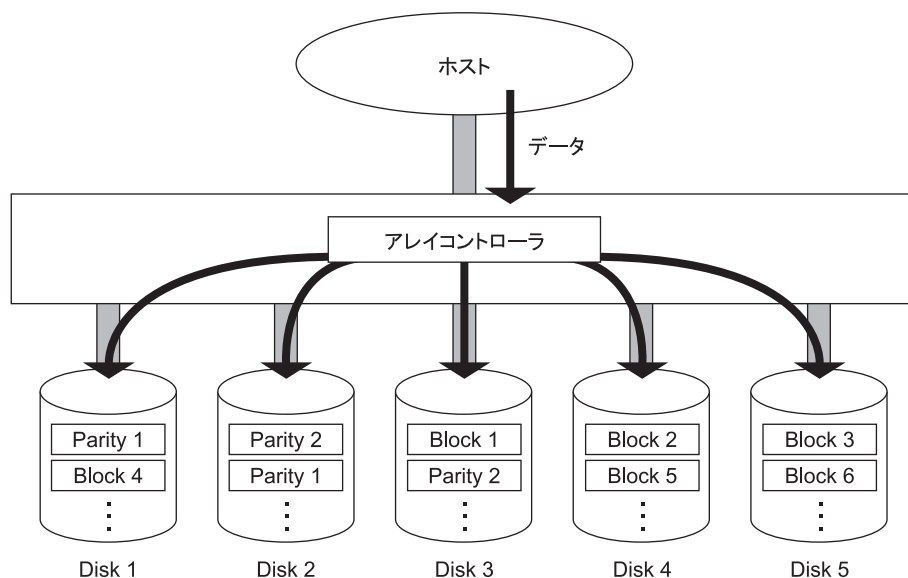 ホスト
データ
アレイコントローラ
Parity 1
Parity 2
Block 1
Block 2
Block 3
Block 4
Parity 1
Parity 2
Block 5
Block 6
Disk 1
Disk 2
Disk 3
Disk 4
Disk 5